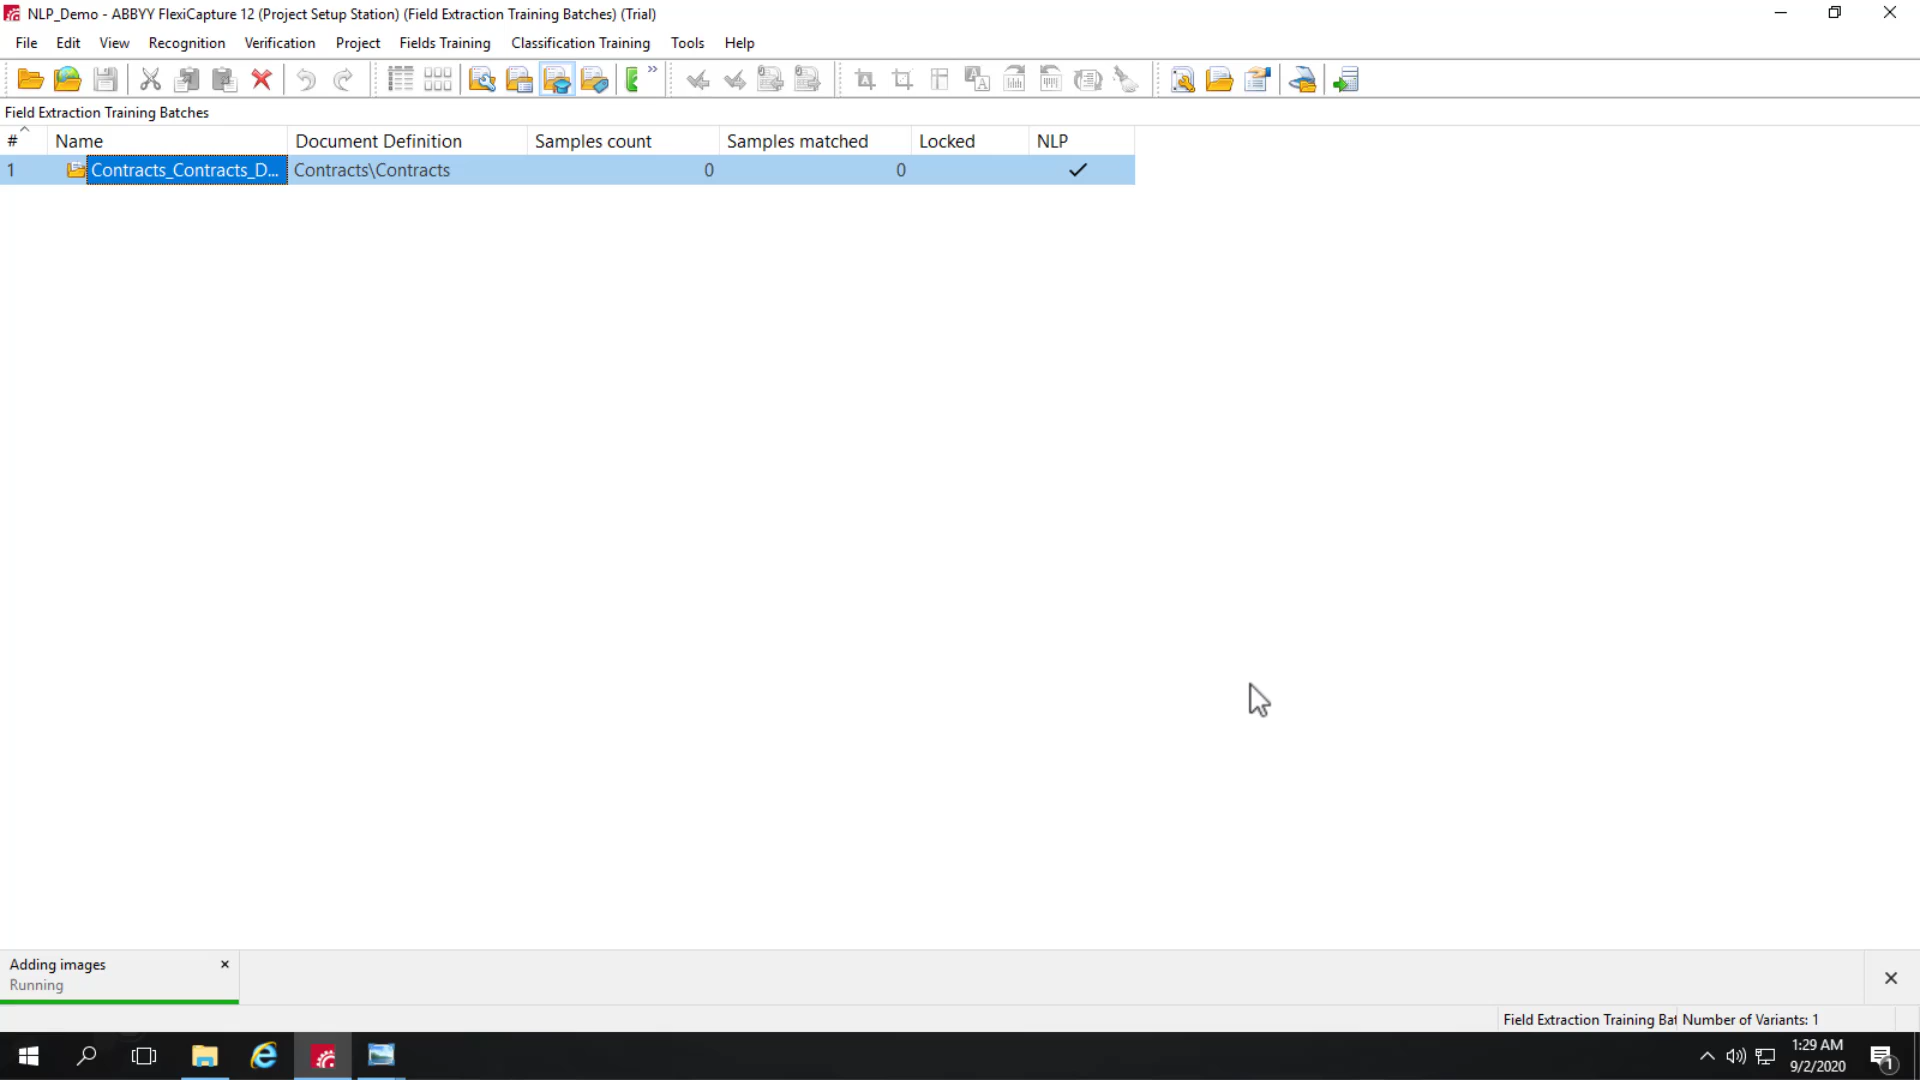 NLP_Demo - ABBYY FlexiCapture 12 (Project Setup Station) (Field Extraction Training Batches) (Trial)
File Edit View Recognition Verification Project Fields Training Classification Training Tools Help
Field Extraction Training Batches
# Name Document Definition Samples count Samples matched Locked NLP
1 Contracts_Contracts_D... Contracts\Contracts 0 0
Adding images
Running
Field Extraction Training Bat Number of Variants: 1
1:29 AM
9/2/2020
1